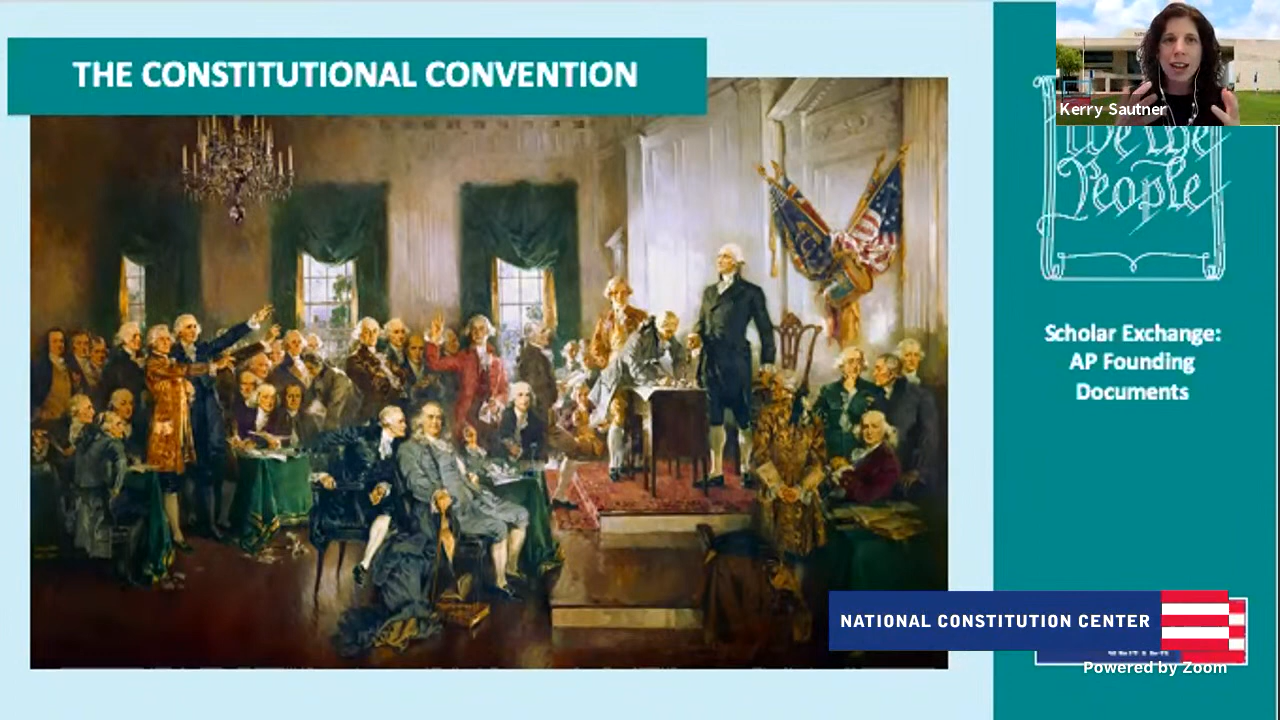 THE CONSTITUTIONAL CONVENTION
Kerry Sautner
We the
People
Scholar Exchange:
AP Founding
Documents
NATIONAL CONSTITUTION CENTER
CENTER
Powered by Zoom